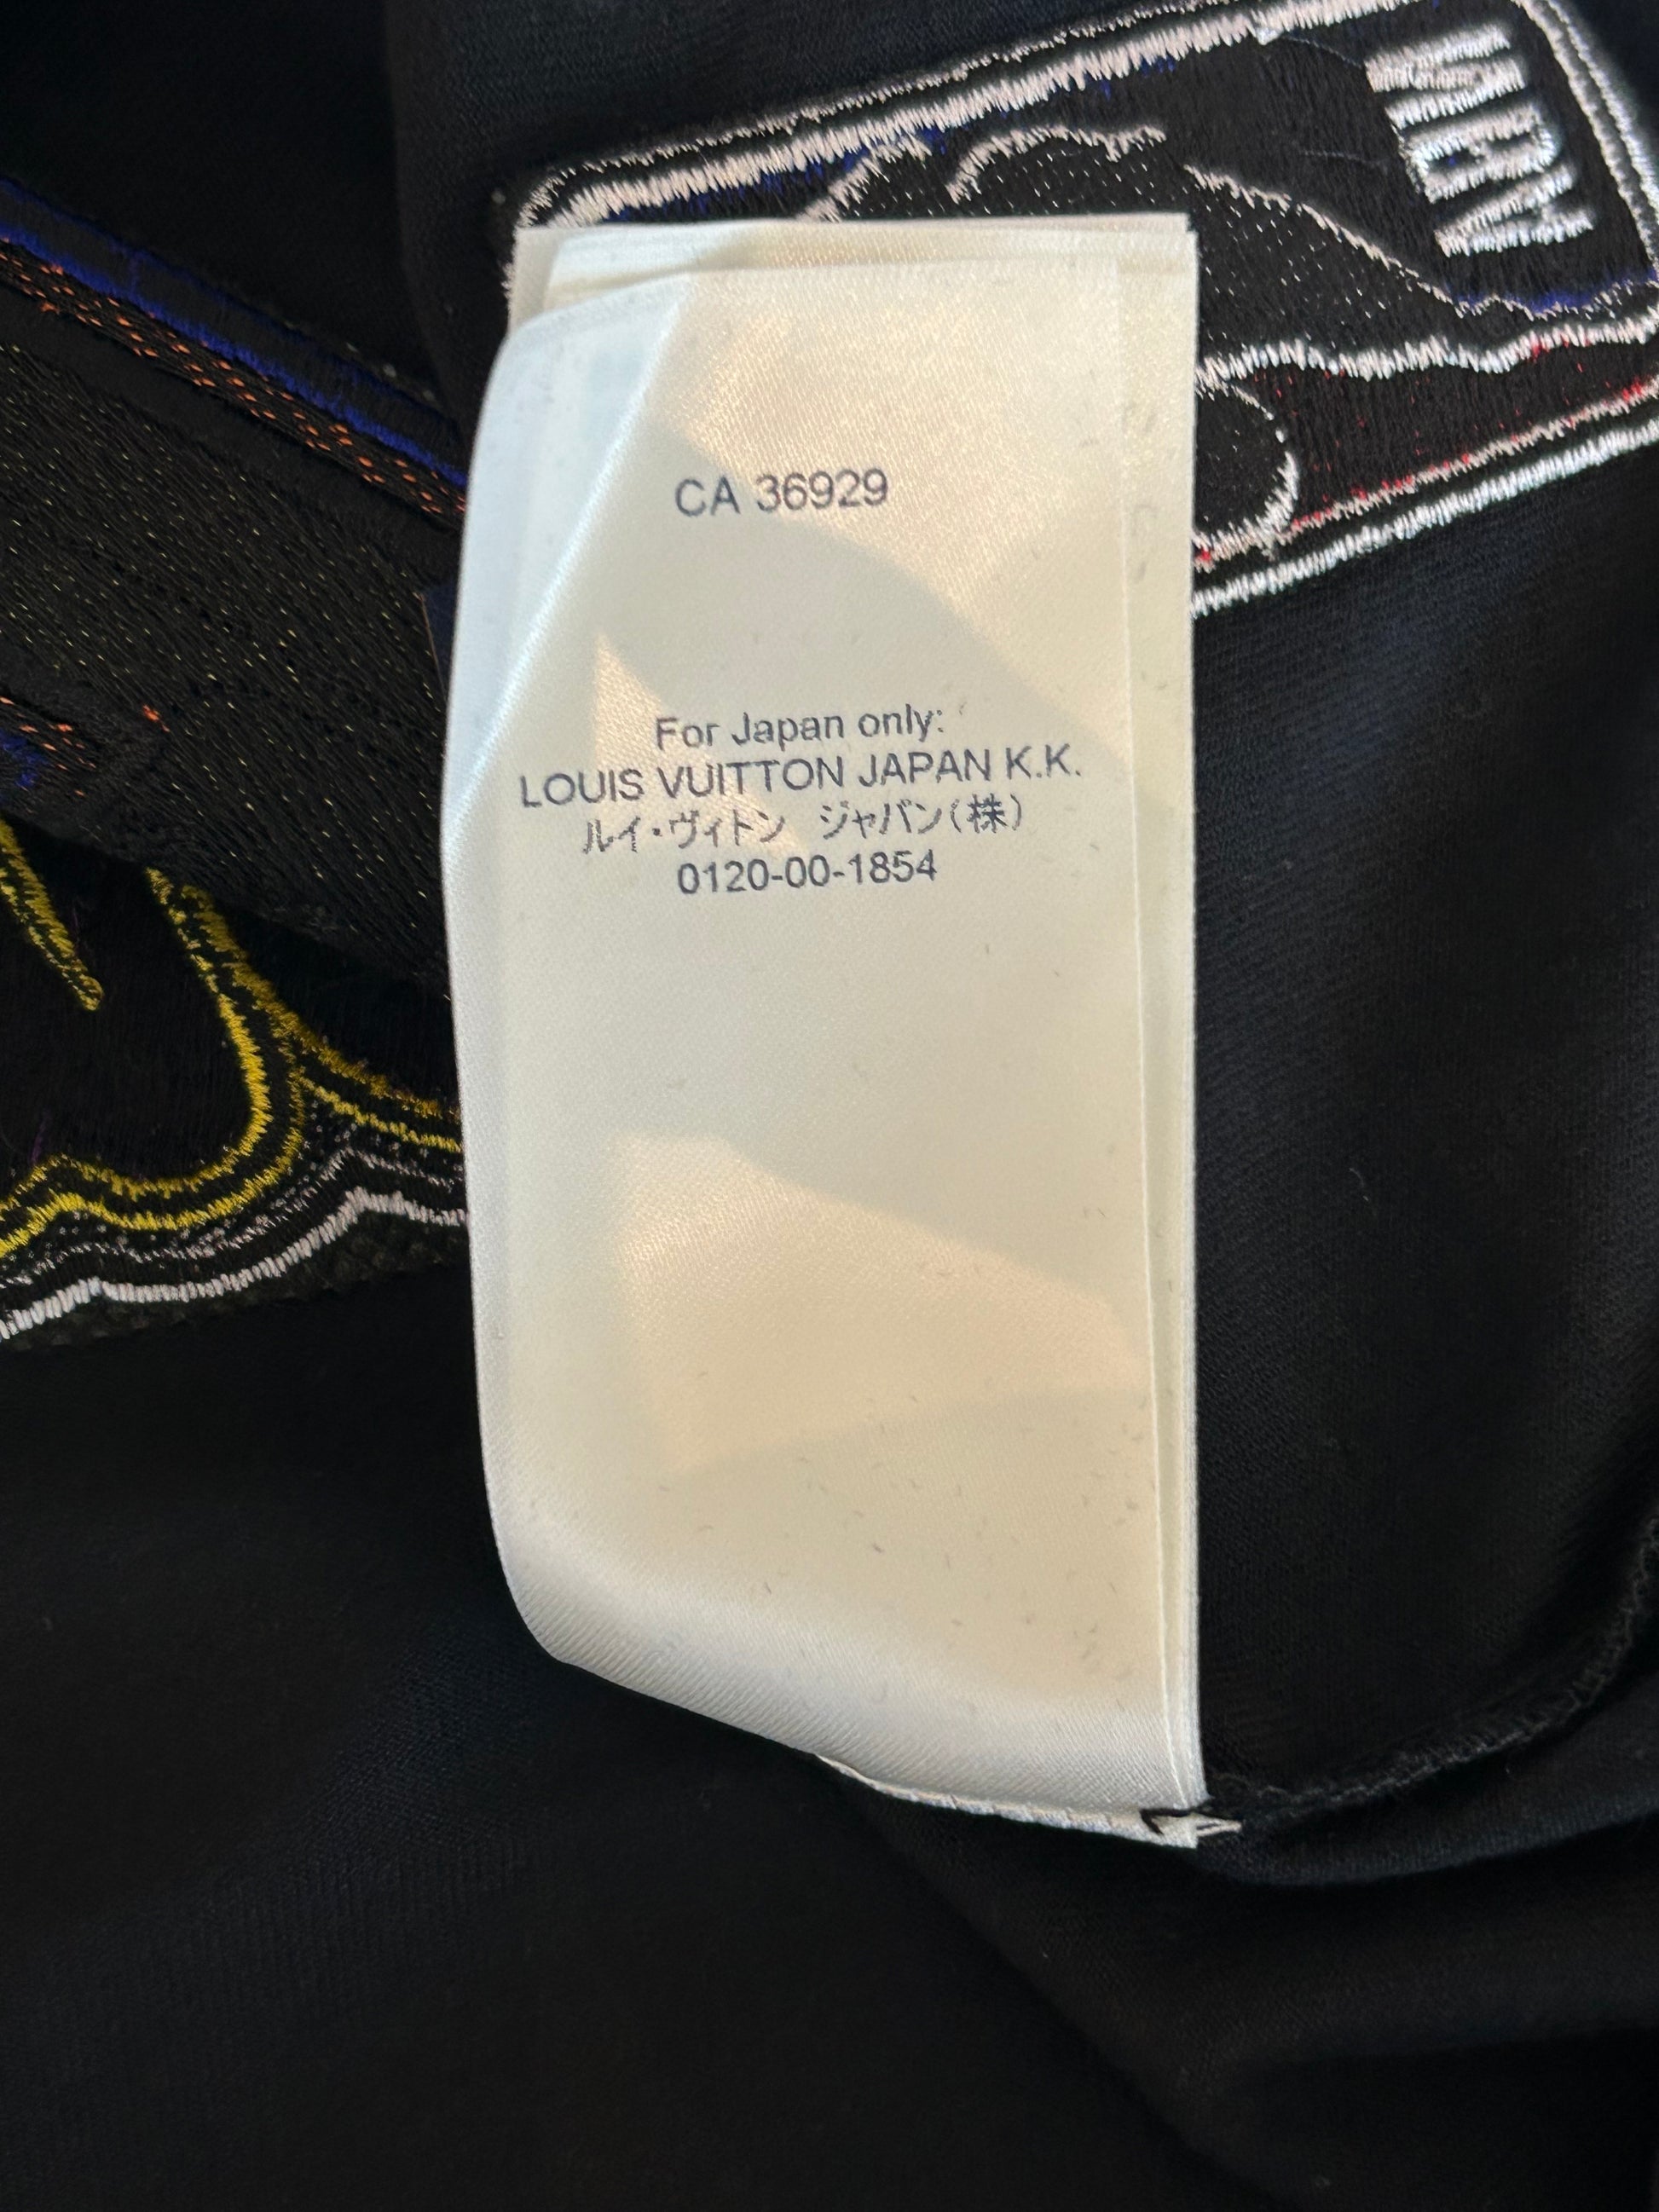 NBA
CA 36929
For Japan only:
LOUIS VUITTON JAPAN K.K.
ルイ・ヴィトン ジャパン(株)
0120-00-1854